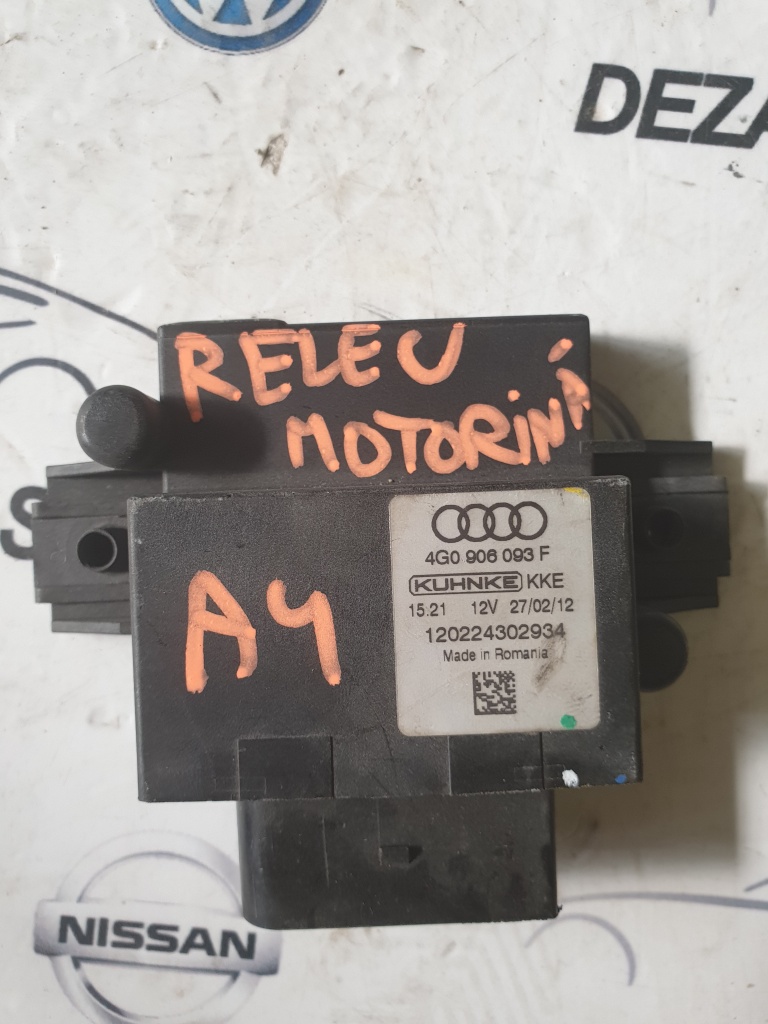 DEZA
RELEU
MOTORINĂ
A4
4G0 906 093 F
KUHNKE KKE
15:21 12V 27/02/12
120224302934
Made in Romania
S
NISSAN